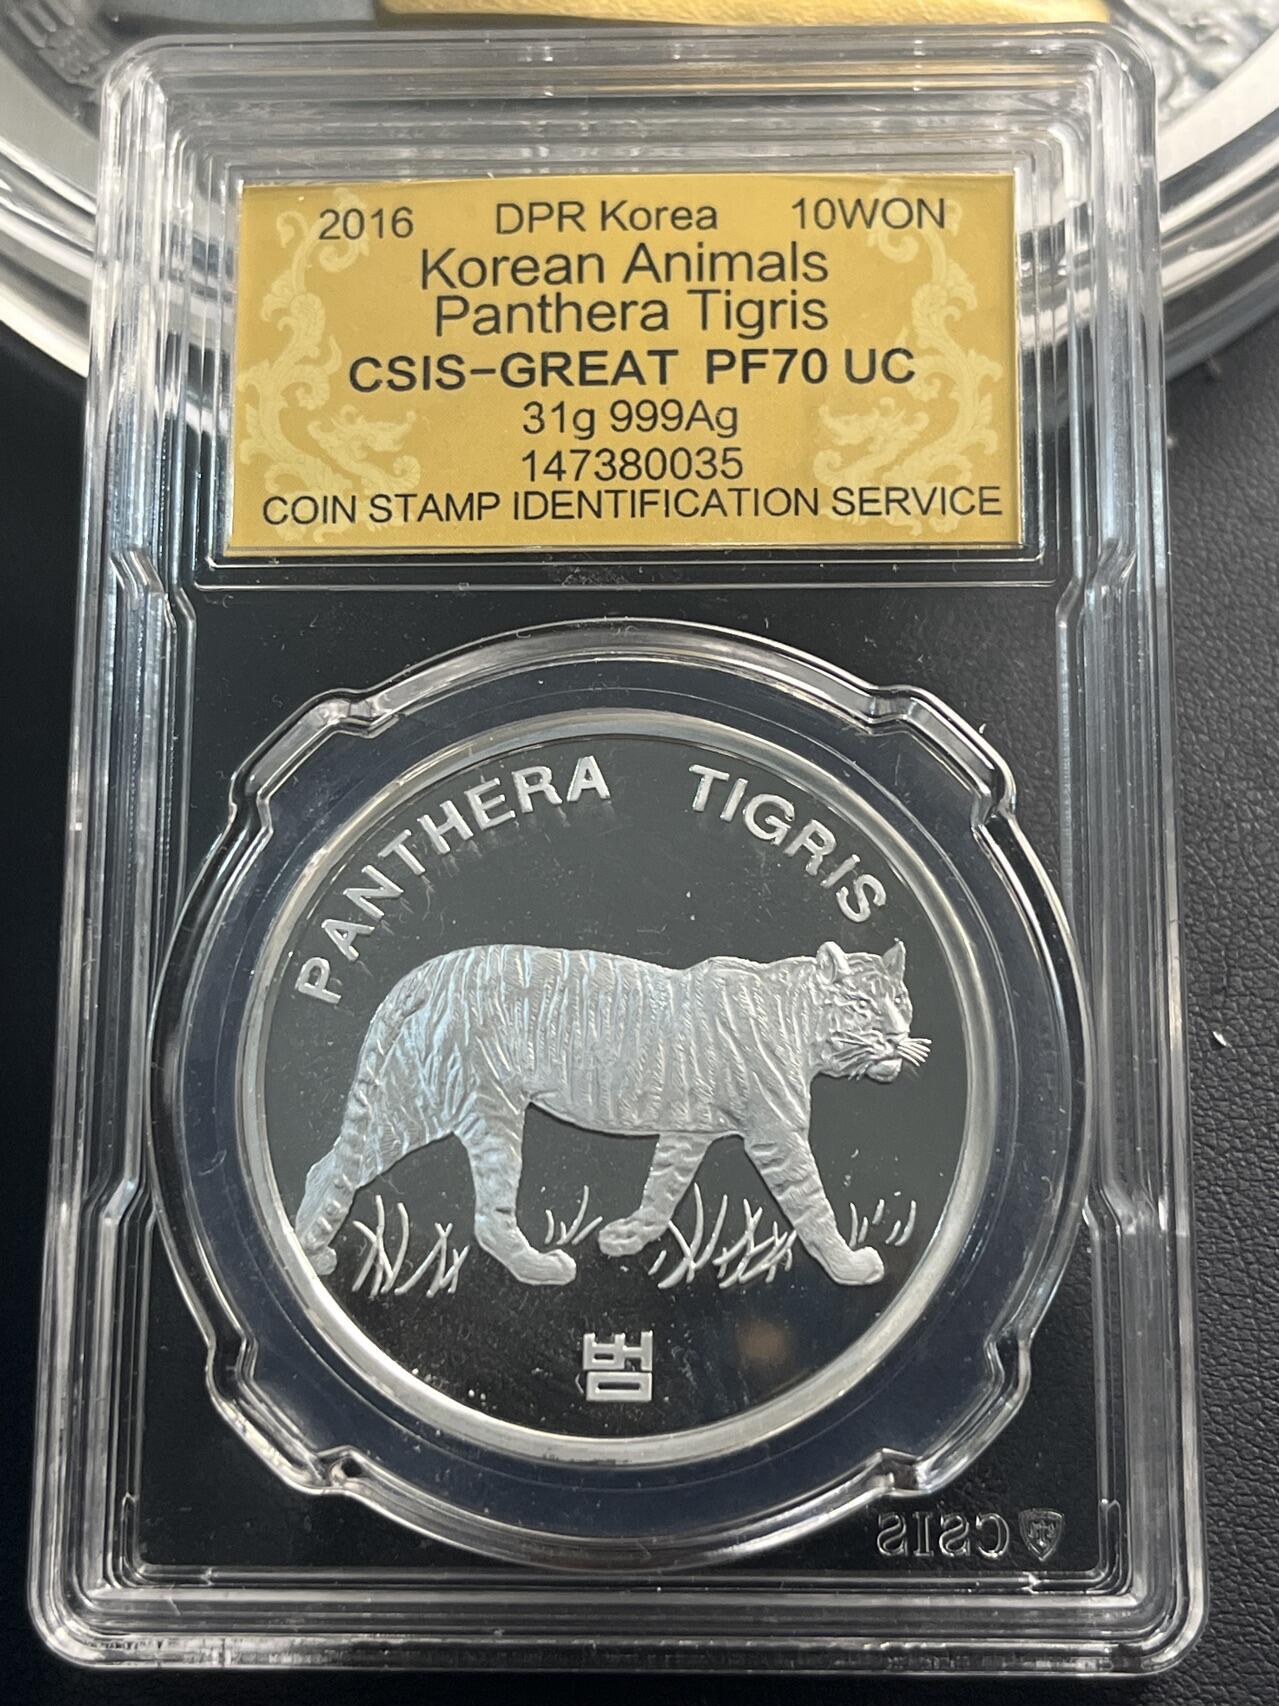 2016 DPR Korea 10WON
Korean Animals
Panthera Tigris
CSIS-GREAT PF70 UC
31g 999Ag
147380035
COIN STAMP IDENTIFICATION SERVICE
PANTHERA TIGRIS
범
CSIS